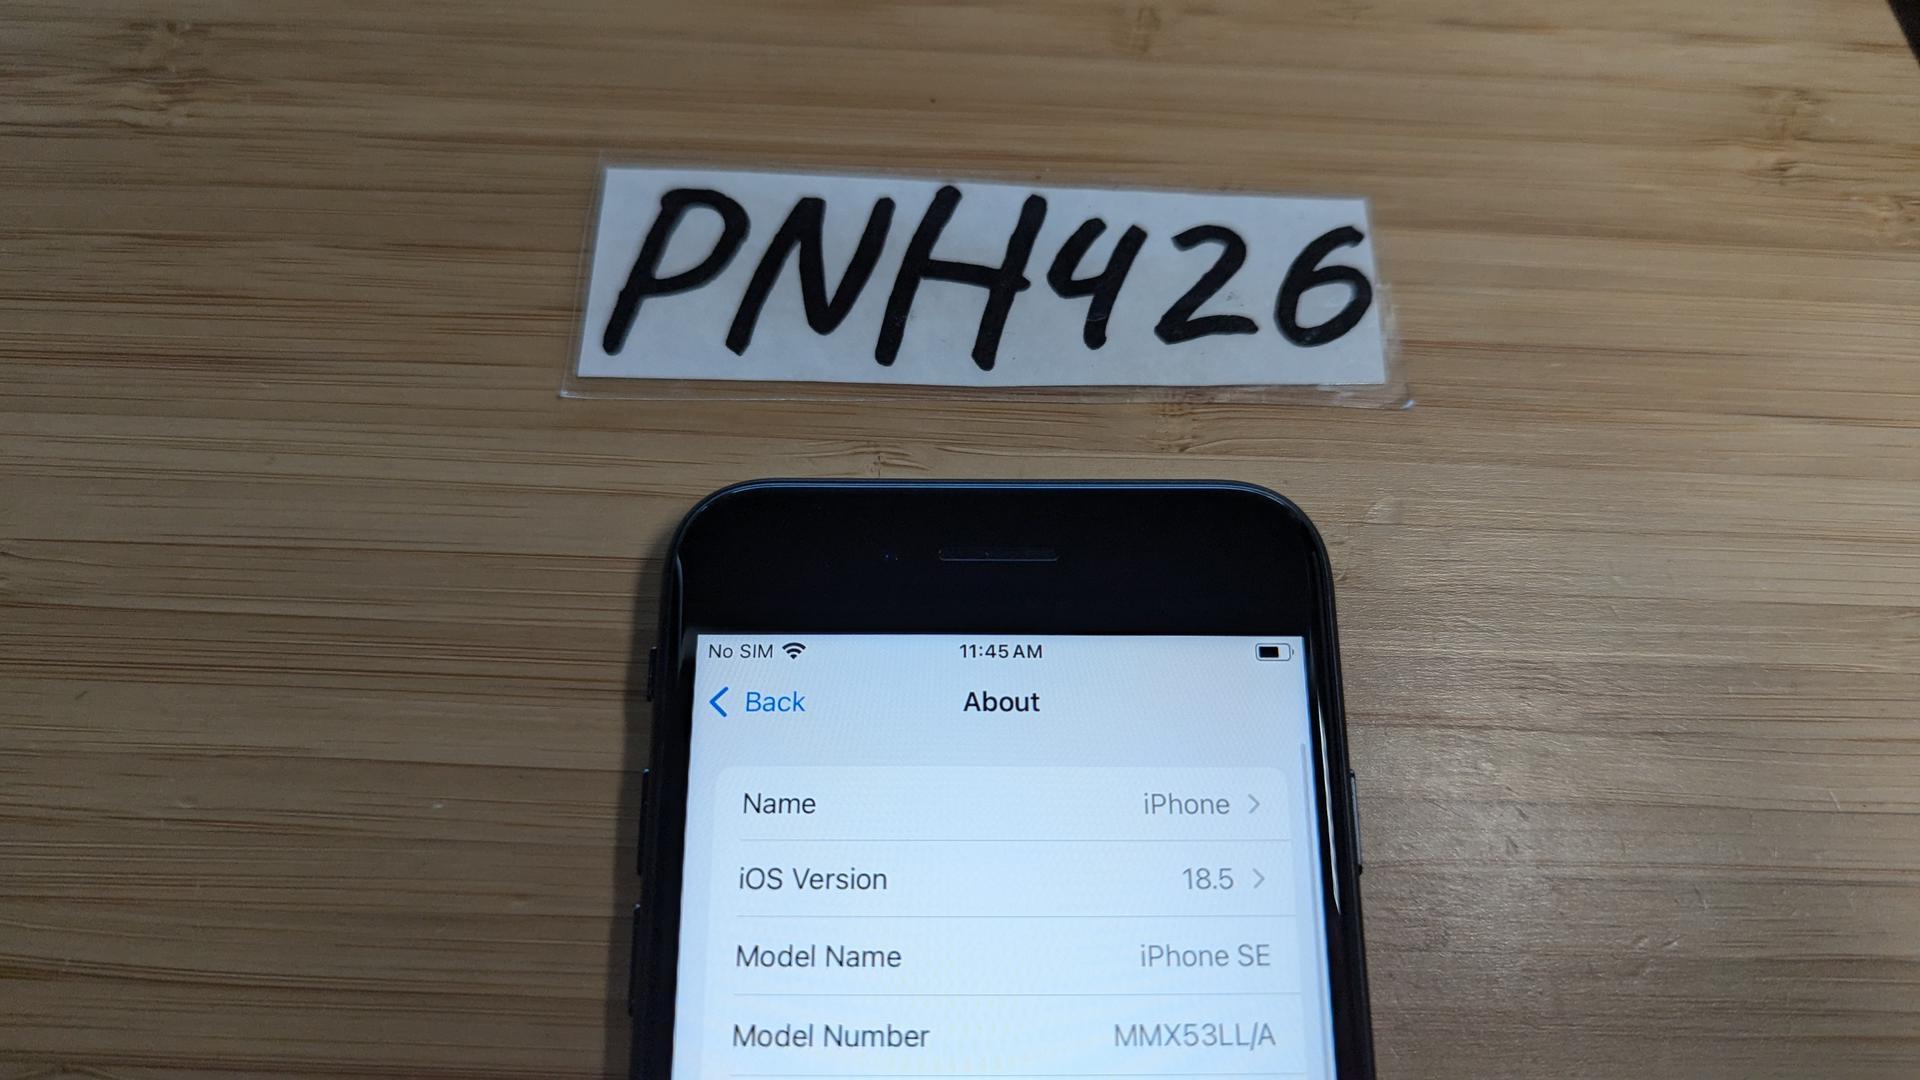 PNH426
No SIM 11:45 AM
Back About
Name iPhone
iOS Version 18.5
Model Name iPhone SE
Model Number MMX53LL/A